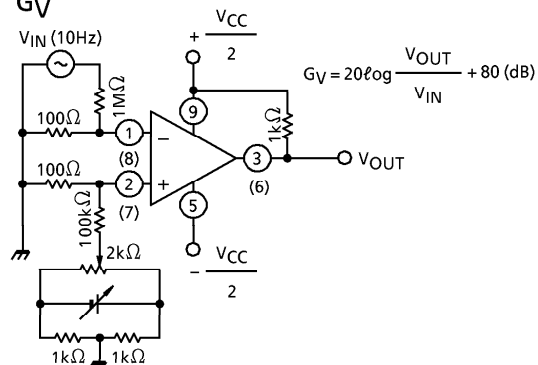 GV
VIN (10Hz)
+ VCC
2
GV = 20ℓog VOUT
VIN
+ 80 (dB)
1MΩ
100Ω
1
(8)
−
9
1kΩ
3
(6)
VOUT
100Ω
2
(7)
+
5
100kΩ
2kΩ
− VCC
2
1kΩ 1kΩ